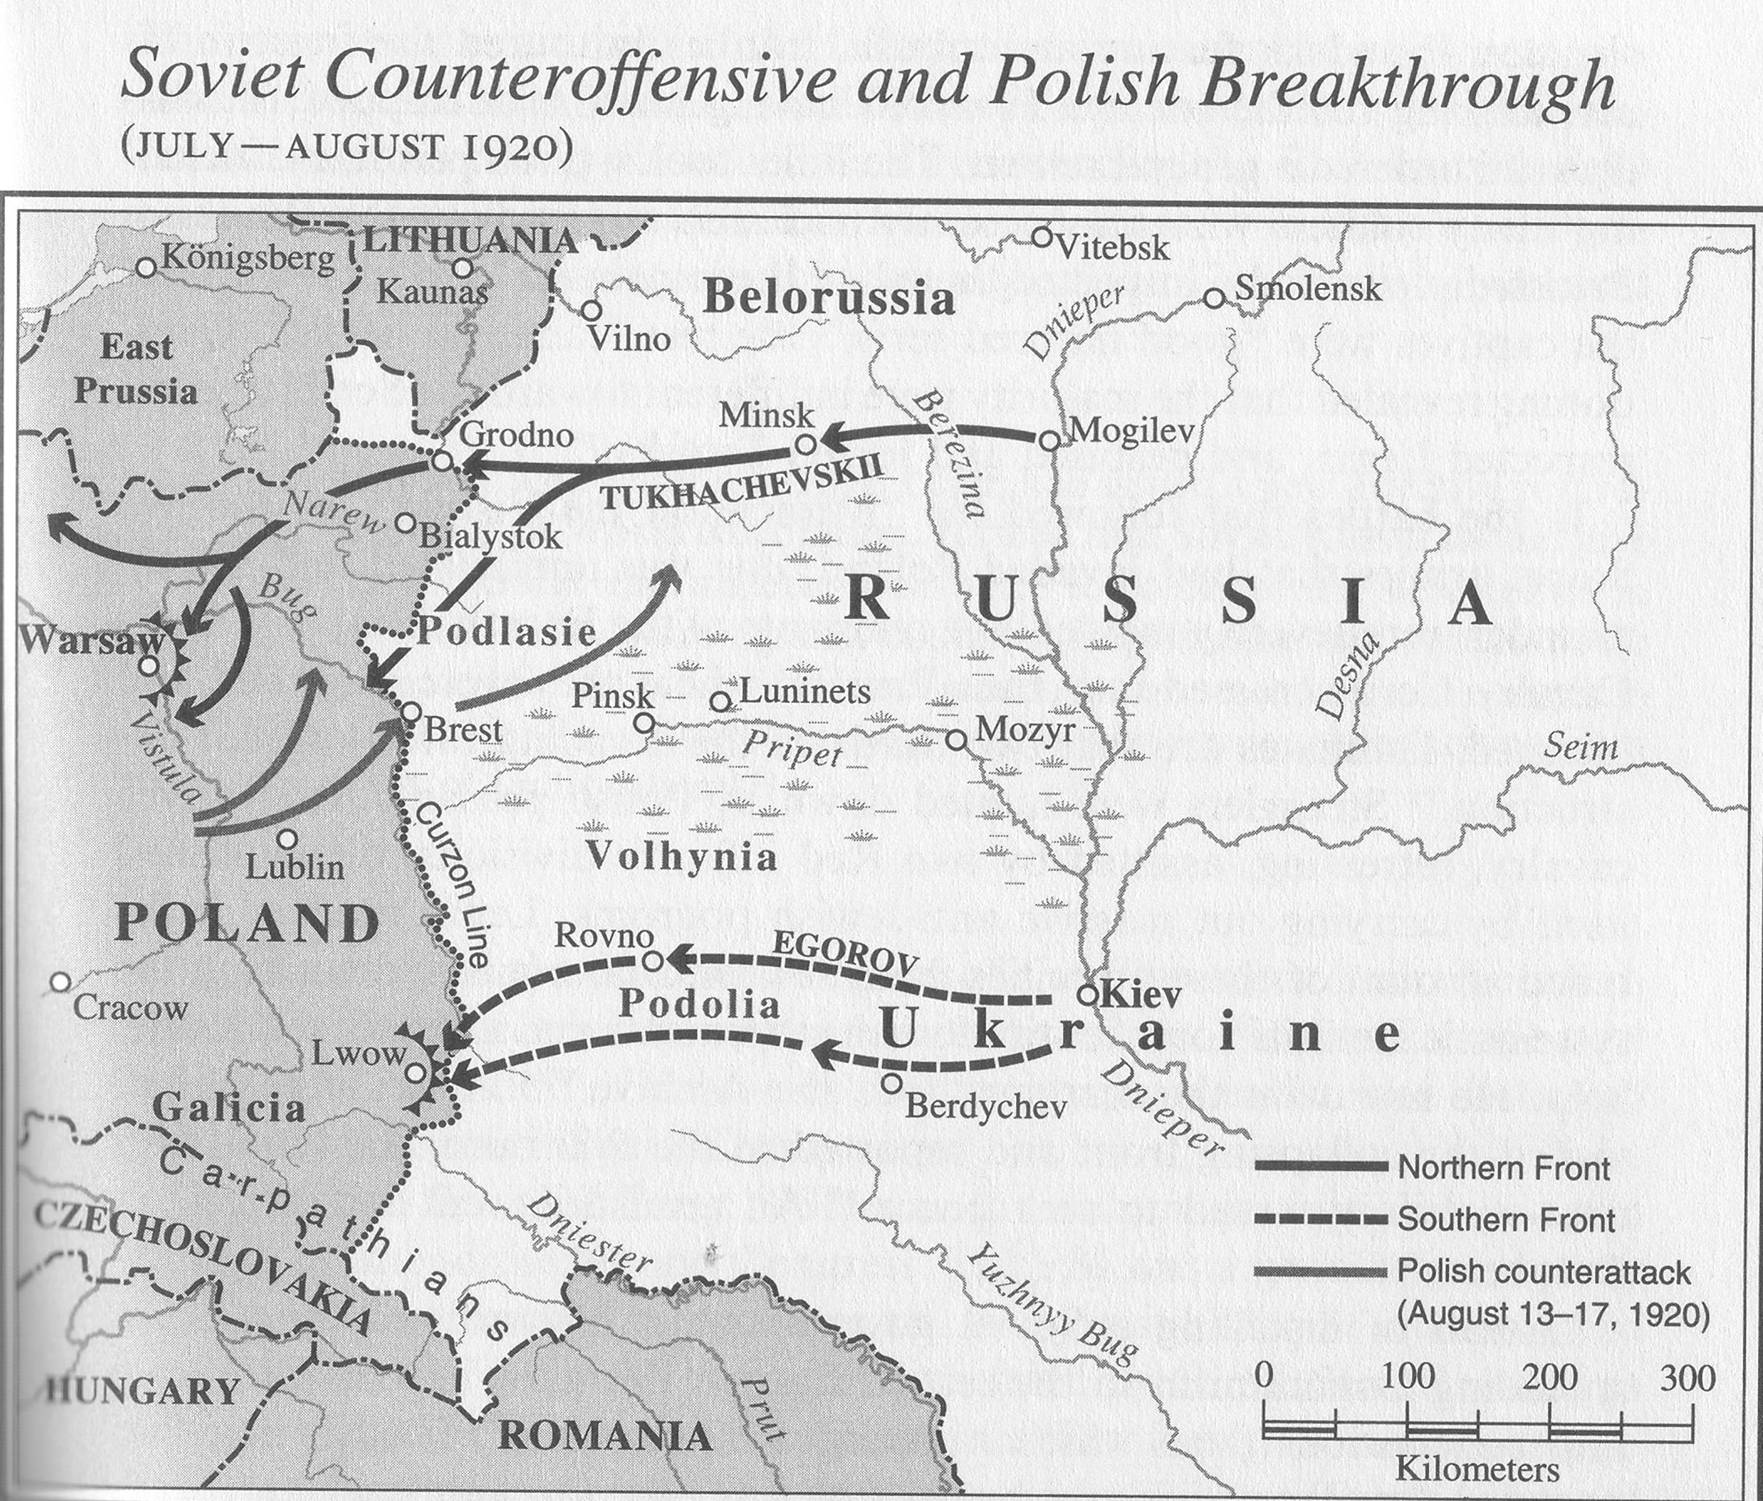 Soviet Counteroffensive and Polish Breakthrough
(JULY—AUGUST 1920)
Königsberg
LITHUANIA
Kaunas
Vilno
Belorussia
Vitebsk
Smolensk
Dnieper
East
Prussia
Grodno
Minsk
Berezina
Mogilev
TUKHACHEVSKII
Narew
Bialystok
Bug
Warsaw
Podlasie
RUSSIA
Vistula
Brest
Pinsk
Luninets
Pripet
Mozyr
Desna
Seim
Lublin
Curzon Line
Volhynia
POLAND
Cracow
Rovno
EGOROV
Kiev
Podolia
Ukraine
Lwow
Galicia
Berdychev
Dnieper
Carpathians
CZECHOSLOVAKIA
Dniester
Yuzhnyy Bug
HUNGARY
ROMANIA
Prut
Northern Front
Southern Front
Polish counterattack
(August 13–17, 1920)
0 100 200 300
Kilometers